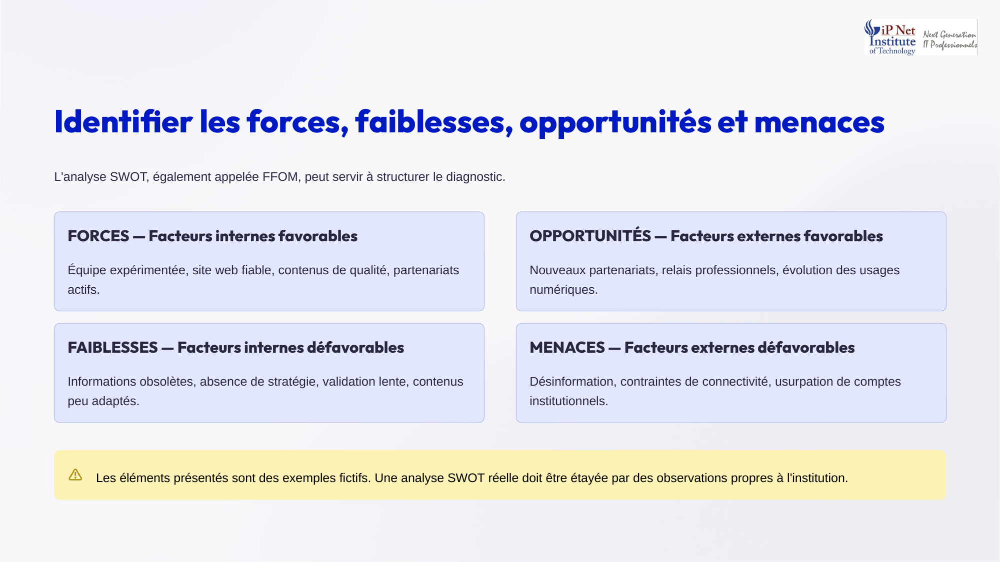 iP Net
Institute
of Technology
Next Generation
IT Professionnels
Identifier les forces, faiblesses, opportunités et menaces
L'analyse SWOT, également appelée FFOM, peut servir à structurer le diagnostic.
FORCES — Facteurs internes favorables
Équipe expérimentée, site web fiable, contenus de qualité, partenariats
actifs.
OPPORTUNITÉS — Facteurs externes favorables
Nouveaux partenariats, relais professionnels, évolution des usages
numériques.
FAIBLESSES — Facteurs internes défavorables
Informations obsolètes, absence de stratégie, validation lente, contenus
peu adaptés.
MENACES — Facteurs externes défavorables
Désinformation, contraintes de connectivité, usurpation de comptes
institutionnels.
Les éléments présentés sont des exemples fictifs. Une analyse SWOT réelle doit être étayée par des observations propres à l'institution.